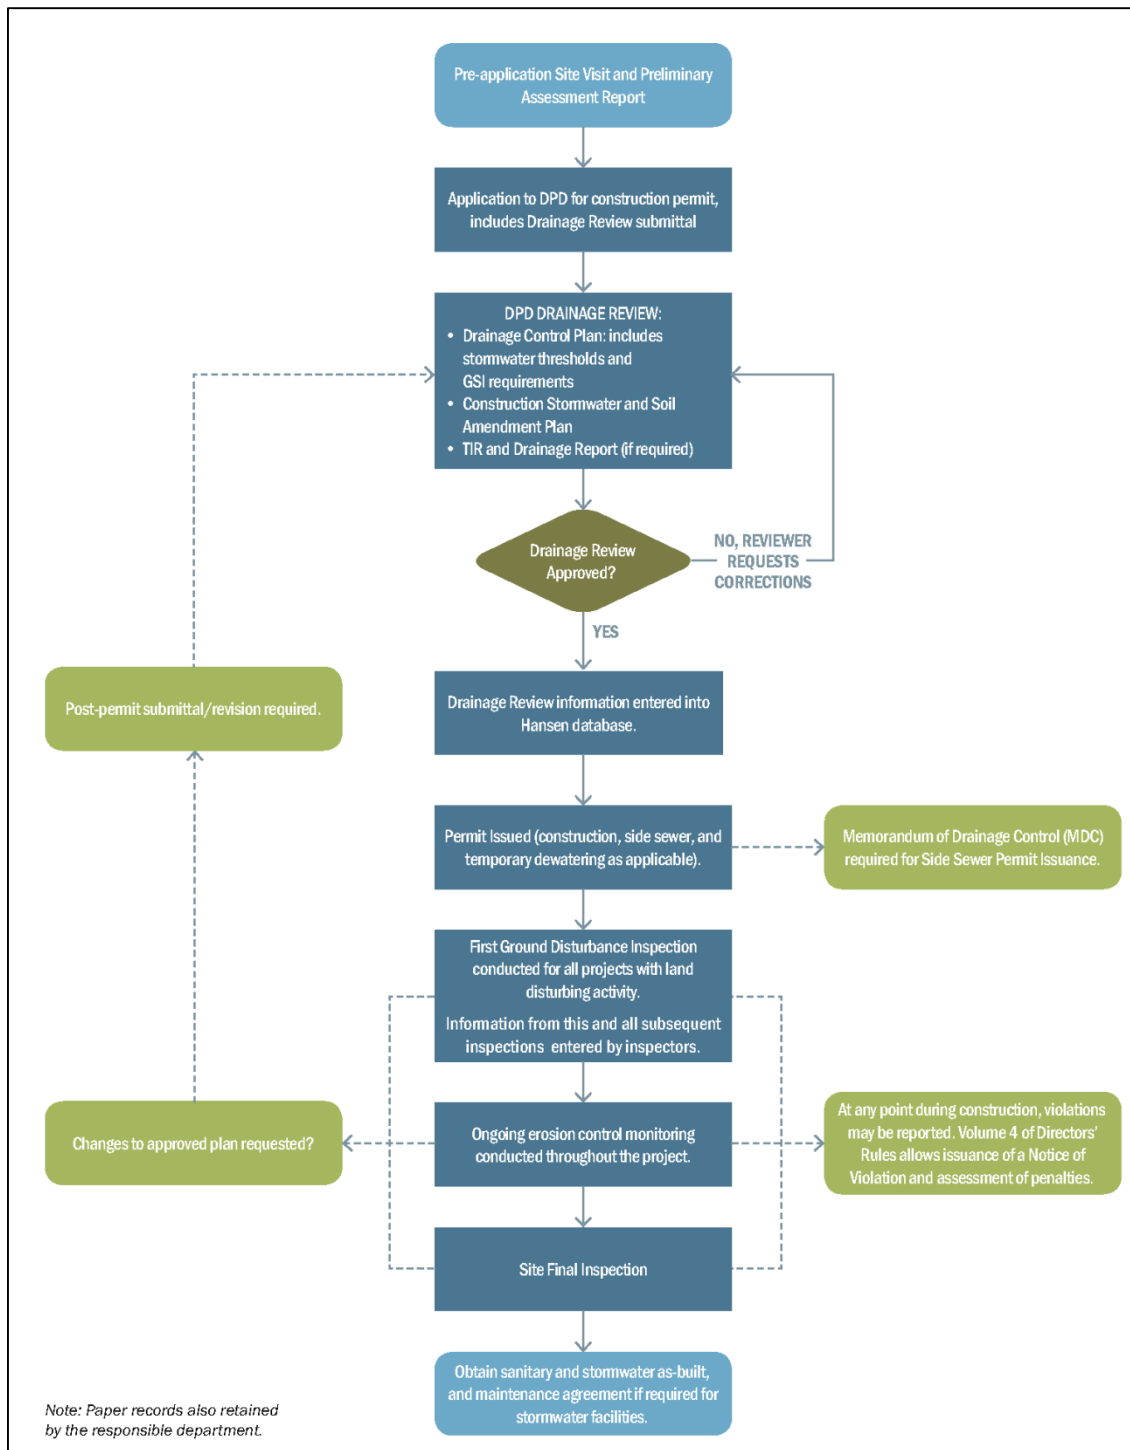 Pre-application Site Visit and Preliminary
Assessment Report
Application to DPD for construction permit,
includes Drainage Review submittal
DPD DRAINAGE REVIEW:
• Drainage Control Plan: includes
stormwater thresholds and
GSI requirements
• Construction Stormwater and Soil
Amendment Plan
• TIR and Drainage Report (if required)
Drainage Review
Approved?
NO, REVIEWER
REQUESTS
CORRECTIONS
YES
Post-permit submittal/revision required.
Drainage Review information entered into
Hansen database.
Permit Issued (construction, side sewer, and
temporary dewatering as applicable).
Memorandum of Drainage Control (MDC)
required for Side Sewer Permit Issuance.
First Ground Disturbance Inspection
conducted for all projects with land
disturbing activity.
Information from this and all subsequent
inspections entered by inspectors.
Changes to approved plan requested?
Ongoing erosion control monitoring
conducted throughout the project.
At any point during construction, violations
may be reported. Volume 4 of Directors'
Rules allows issuance of a Notice of
Violation and assessment of penalties.
Site Final Inspection
Obtain sanitary and stormwater as-built,
and maintenance agreement if required for
stormwater facilities.
Note: Paper records also retained
by the responsible department.